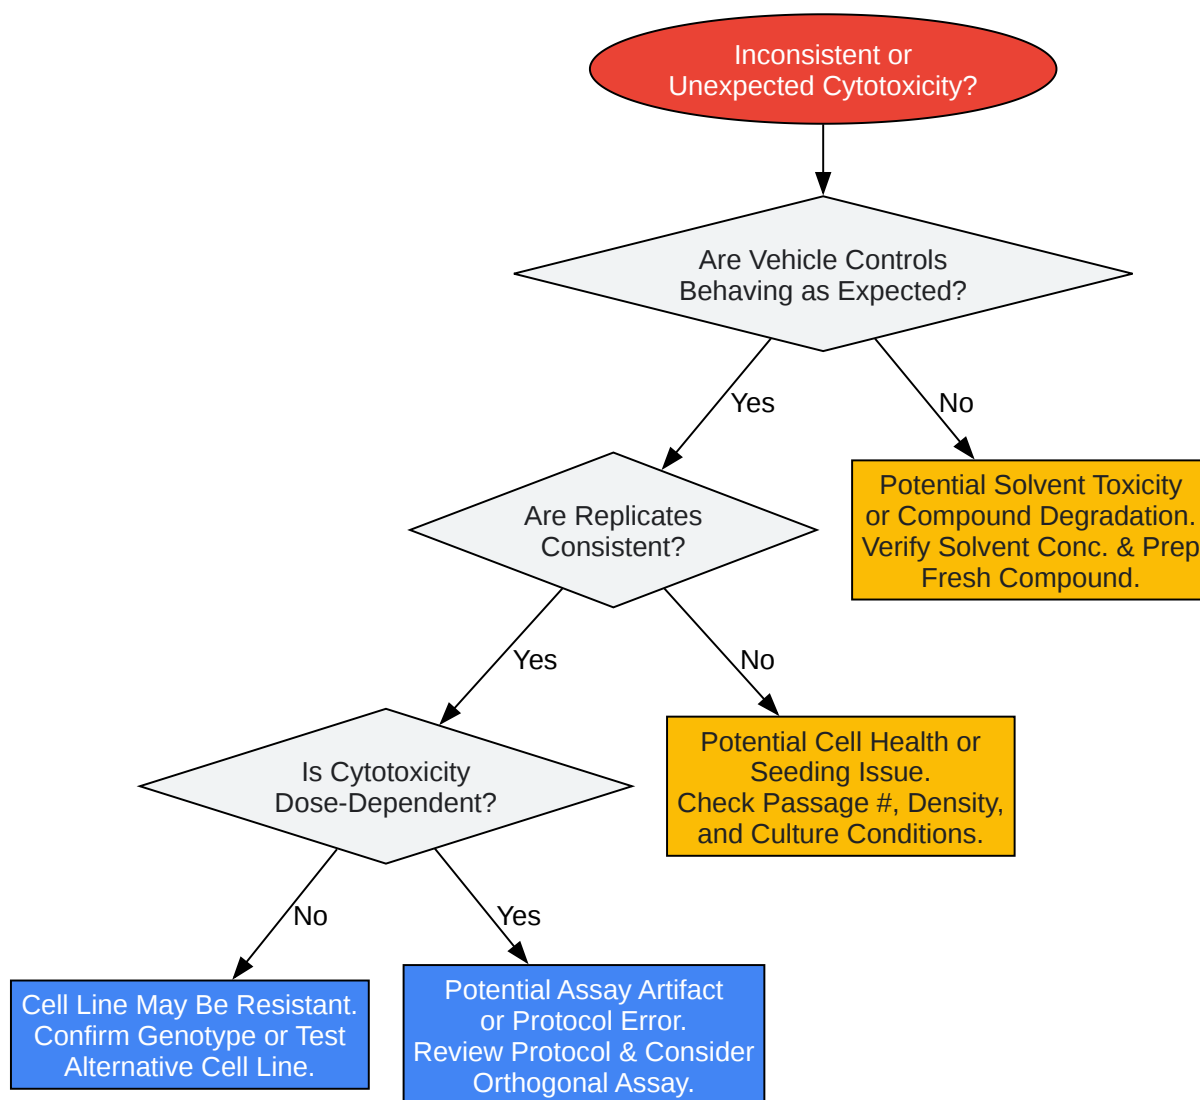 Inconsistent or
Unexpected Cytotoxicity?
Are Vehicle Controls
Behaving as Expected?
Yes
No
Are Replicates
Consistent?
Potential Solvent Toxicity
or Compound Degradation.
Verify Solvent Conc. & Prep
Fresh Compound.
Yes
No
Is Cytotoxicity
Dose-Dependent?
Potential Cell Health or
Seeding Issue.
Check Passage #, Density,
and Culture Conditions.
No
Yes
Cell Line May Be Resistant.
Confirm Genotype or Test
Alternative Cell Line.
Potential Assay Artifact
or Protocol Error.
Review Protocol & Consider
Orthogonal Assay.